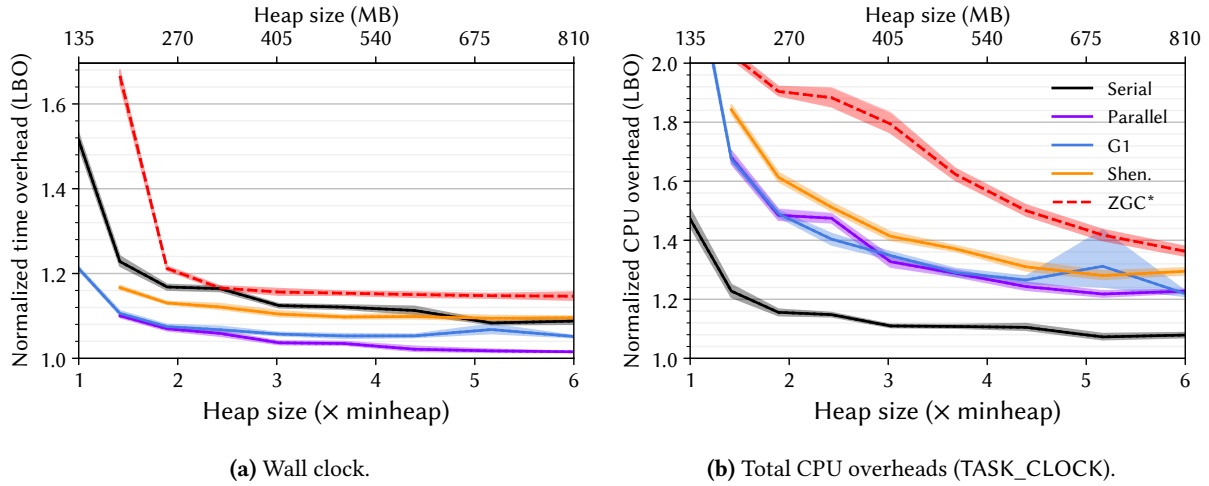 Heap size (MB)
135 270 405 540 675 810
Normalized time overhead (LBO)
1.6
1.4
1.2
1.0
1 2 3 4 5 6
Heap size (× minheap)
(a) Wall clock.
Heap size (MB)
135 270 405 540 675 810
Normalized CPU overhead (LBO)
2.0
1.8
1.6
1.4
1.2
1.0
Serial
Parallel
G1
Shen.
ZGC*
1 2 3 4 5 6
Heap size (× minheap)
(b) Total CPU overheads (TASK_CLOCK).